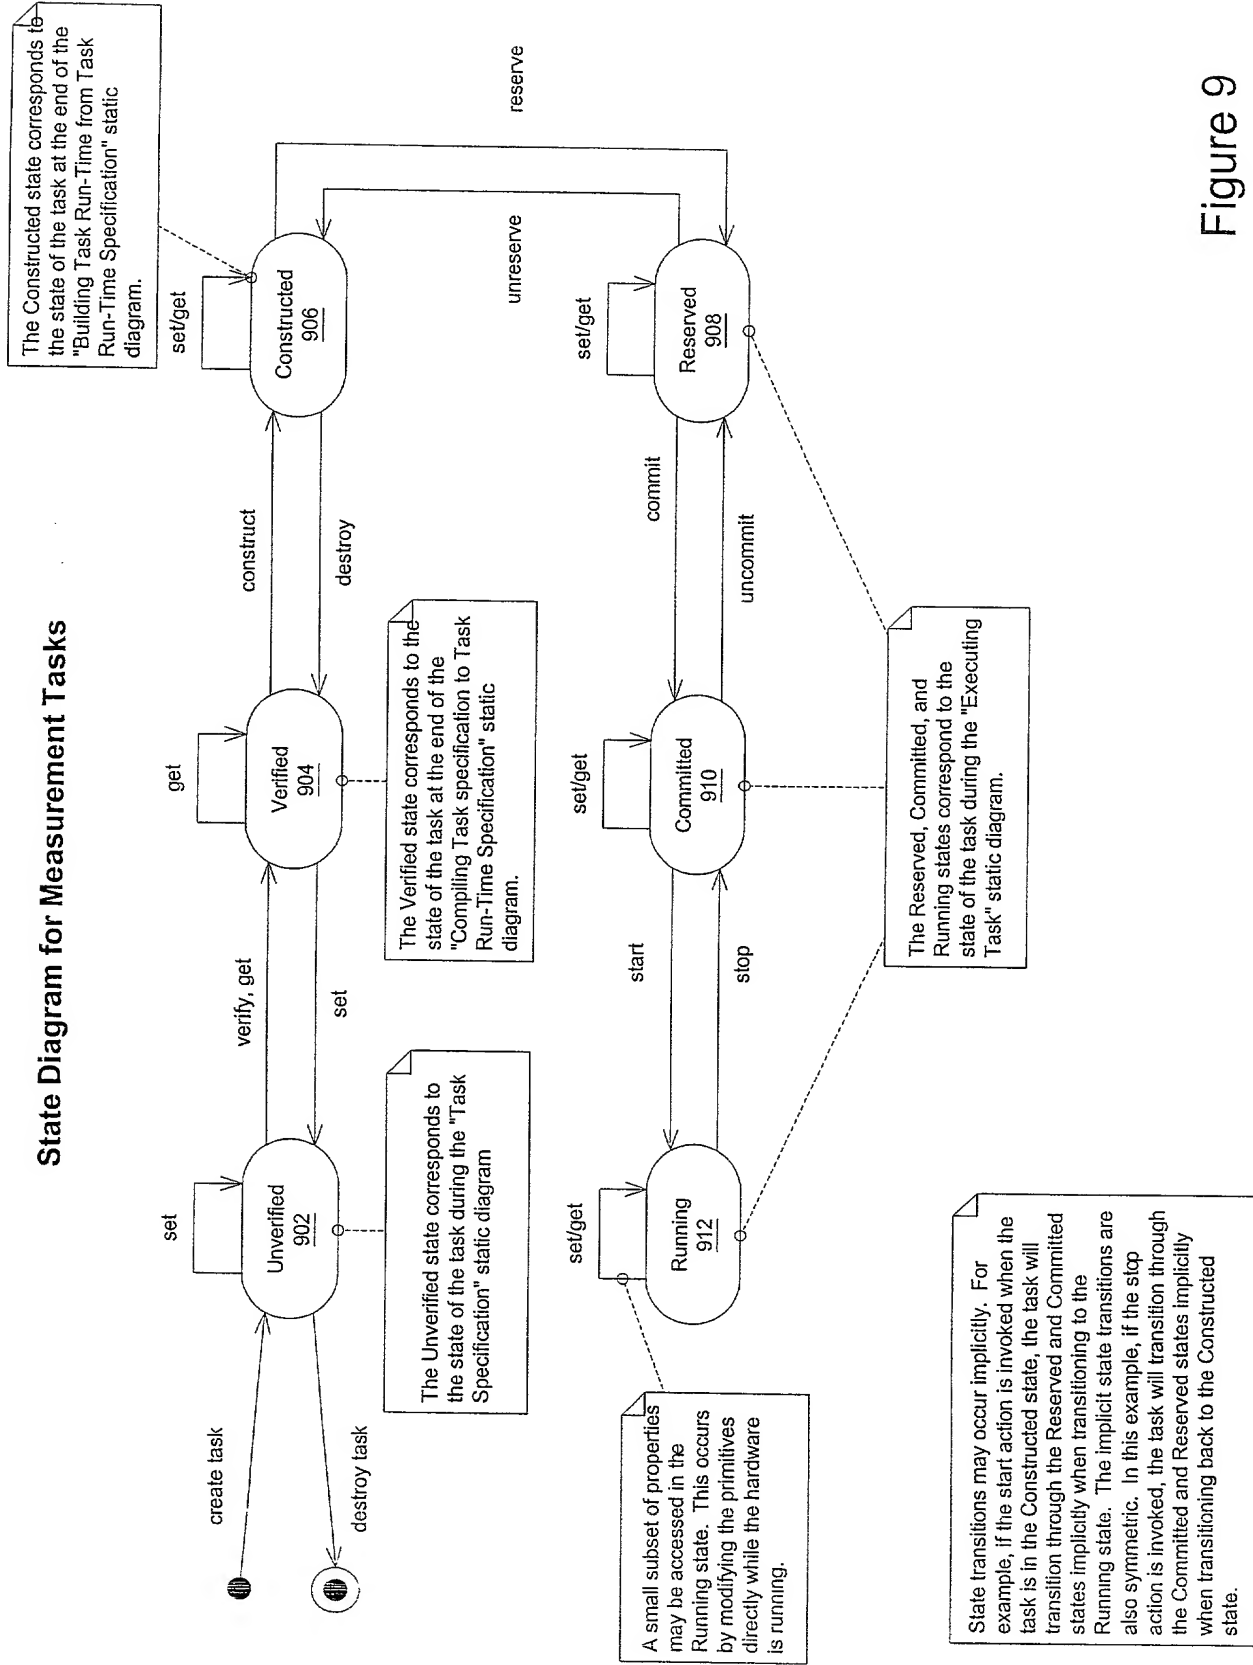 State Diagram for Measurement Tasks
The Constructed state corresponds to
the state of the task at the end of the
"Building Task Run-Time from Task
Run-Time Specification" static
diagram.
create task
destroy task
set
Unverified
902
verify, get
set
get
Verified
904
construct
destroy
set/get
Constructed
906
reserve
unreserve
The Unverified state corresponds to
the state of the task during the "Task
Specification" static diagram
The Verified state corresponds to the
state of the task at the end of the
"Compiling Task specification to Task
Run-Time Specification" static
diagram.
set/get
Running
912
start
stop
set/get
Committed
910
commit
uncommit
set/get
Reserved
908
A small subset of properties
may be accessed in the
Running state. This occurs
by modifying the primitives
directly while the hardware
is running.
The Reserved, Committed, and
Running states correspond to the
state of the task during the "Executing
Task" static diagram.
State transitions may occur implicitly. For
example, if the start action is invoked when the
task is in the Constructed state, the task will
transition through the Reserved and Committed
states implicitly when transitioning to the
Running state. The implicit state transitions are
also symmetric. In this example, if the stop
action is invoked, the task will transition through
the Committed and Reserved states implicitly
when transitioning back to the Constructed
state.
Figure 9